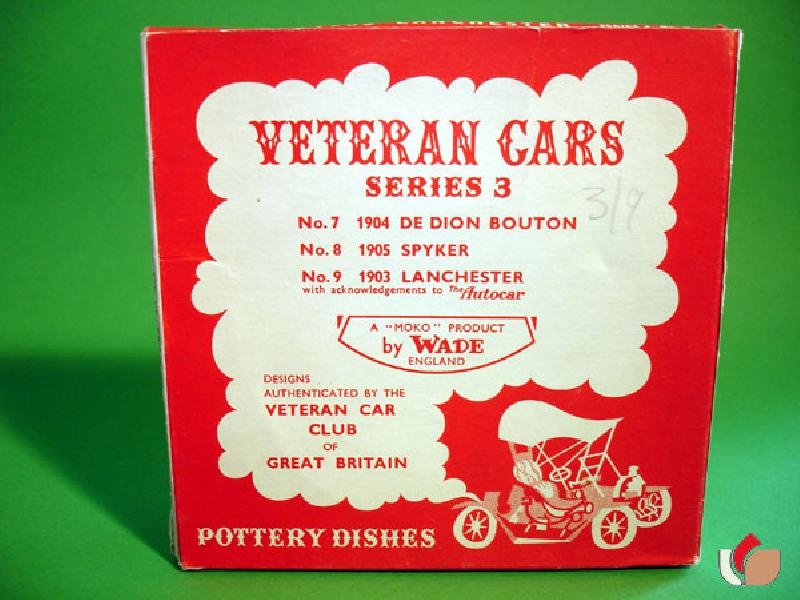 LANCHESTER
VETERAN CARS
SERIES 3
3/9
No. 7 1904 DE DION BOUTON
No. 8 1905 SPYKER
No. 9 1903 LANCHESTER
with acknowledgements to The Autocar
A "MOKO" PRODUCT
by WADE
ENGLAND
DESIGNS
AUTHENTICATED BY THE
VETERAN CAR
CLUB
OF
GREAT BRITAIN
POTTERY DISHES